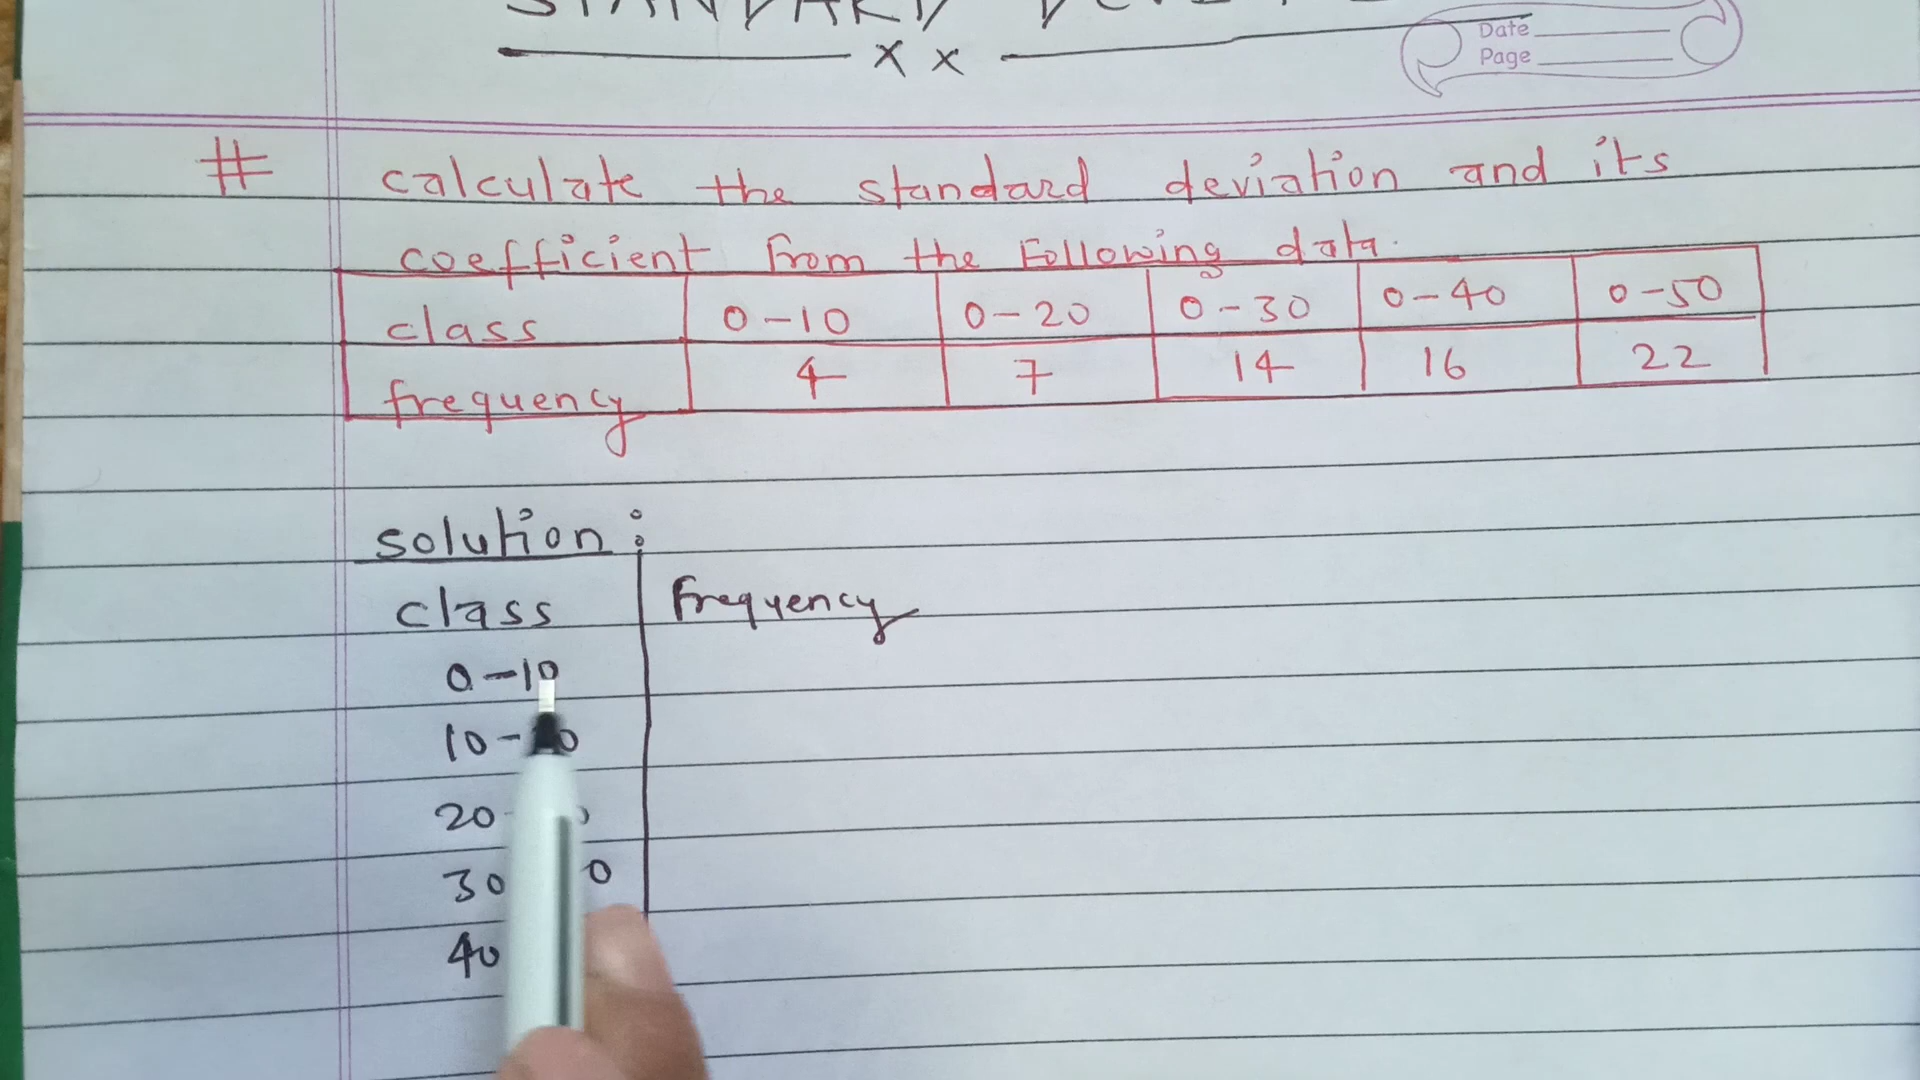 STANDARD
x x
Date
Page
# calculate the standard deviation and its
coefficient from the Following data.
class 0-10 0-20 0-30 0-40 0-50
frequency 4 7 14 16 22
solution:
class Frequency
0-10
10-
20-
30
40